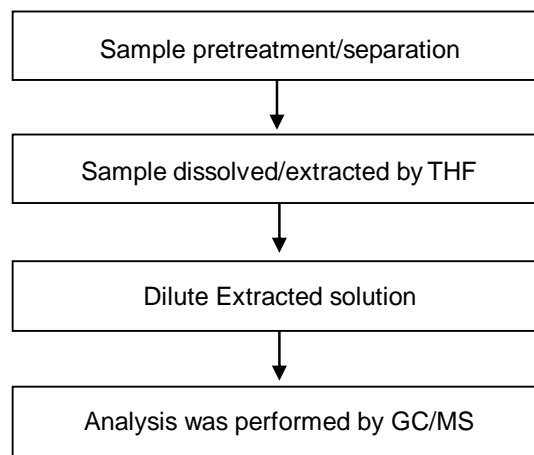 Sample pretreatment/separation
Sample dissolved/extracted by THF
Dilute Extracted solution
Analysis was performed by GC/MS